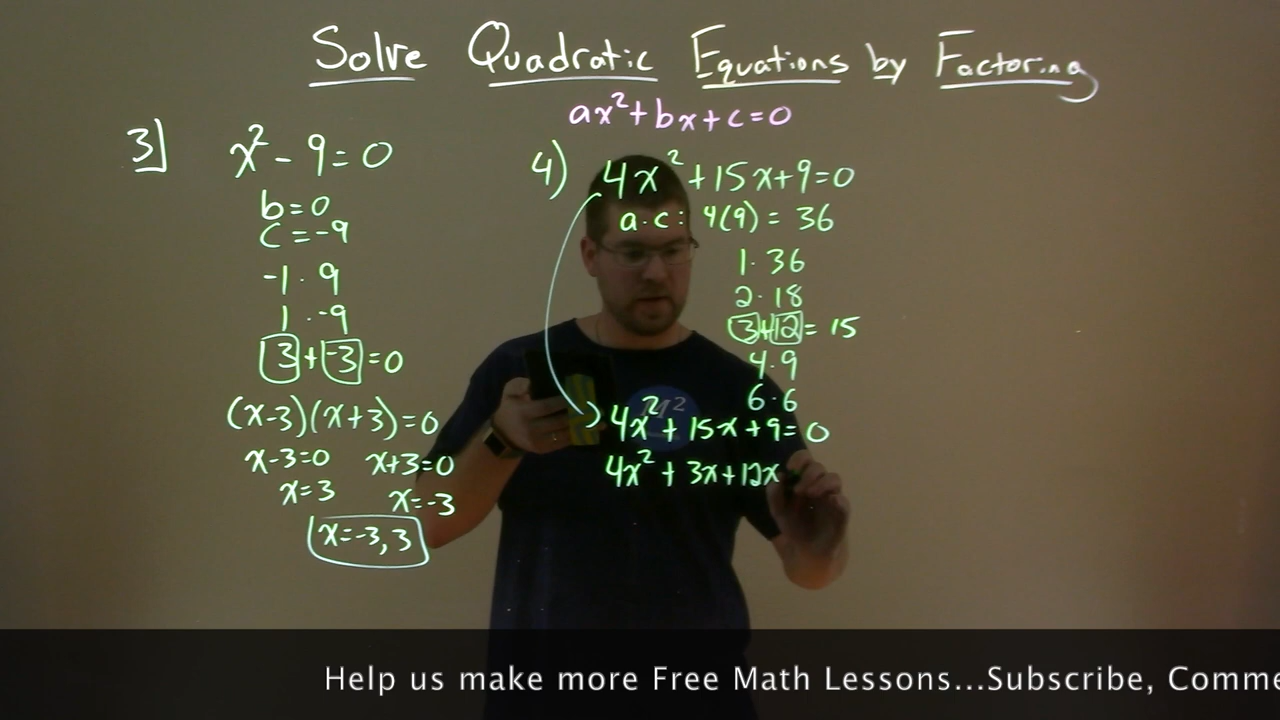 Solve Quadratic Equations by Factoring
ax²+bx+c=0
3]
x²-9=0
b=0
c=-9
-1·9
1·-9
3+-3=0
(x-3)(x+3)=0
x-3=0 x+3=0
x=3 x=-3
x=-3,3
4) 4x²+15x+9=0
a·c: 4(9)=36
1·36
2·18
3+12=15
4·9
6·6
4x²+15x+9=0
4x²+3x+12x
M²
Help us make more Free Math Lessons...Subscribe, Comme